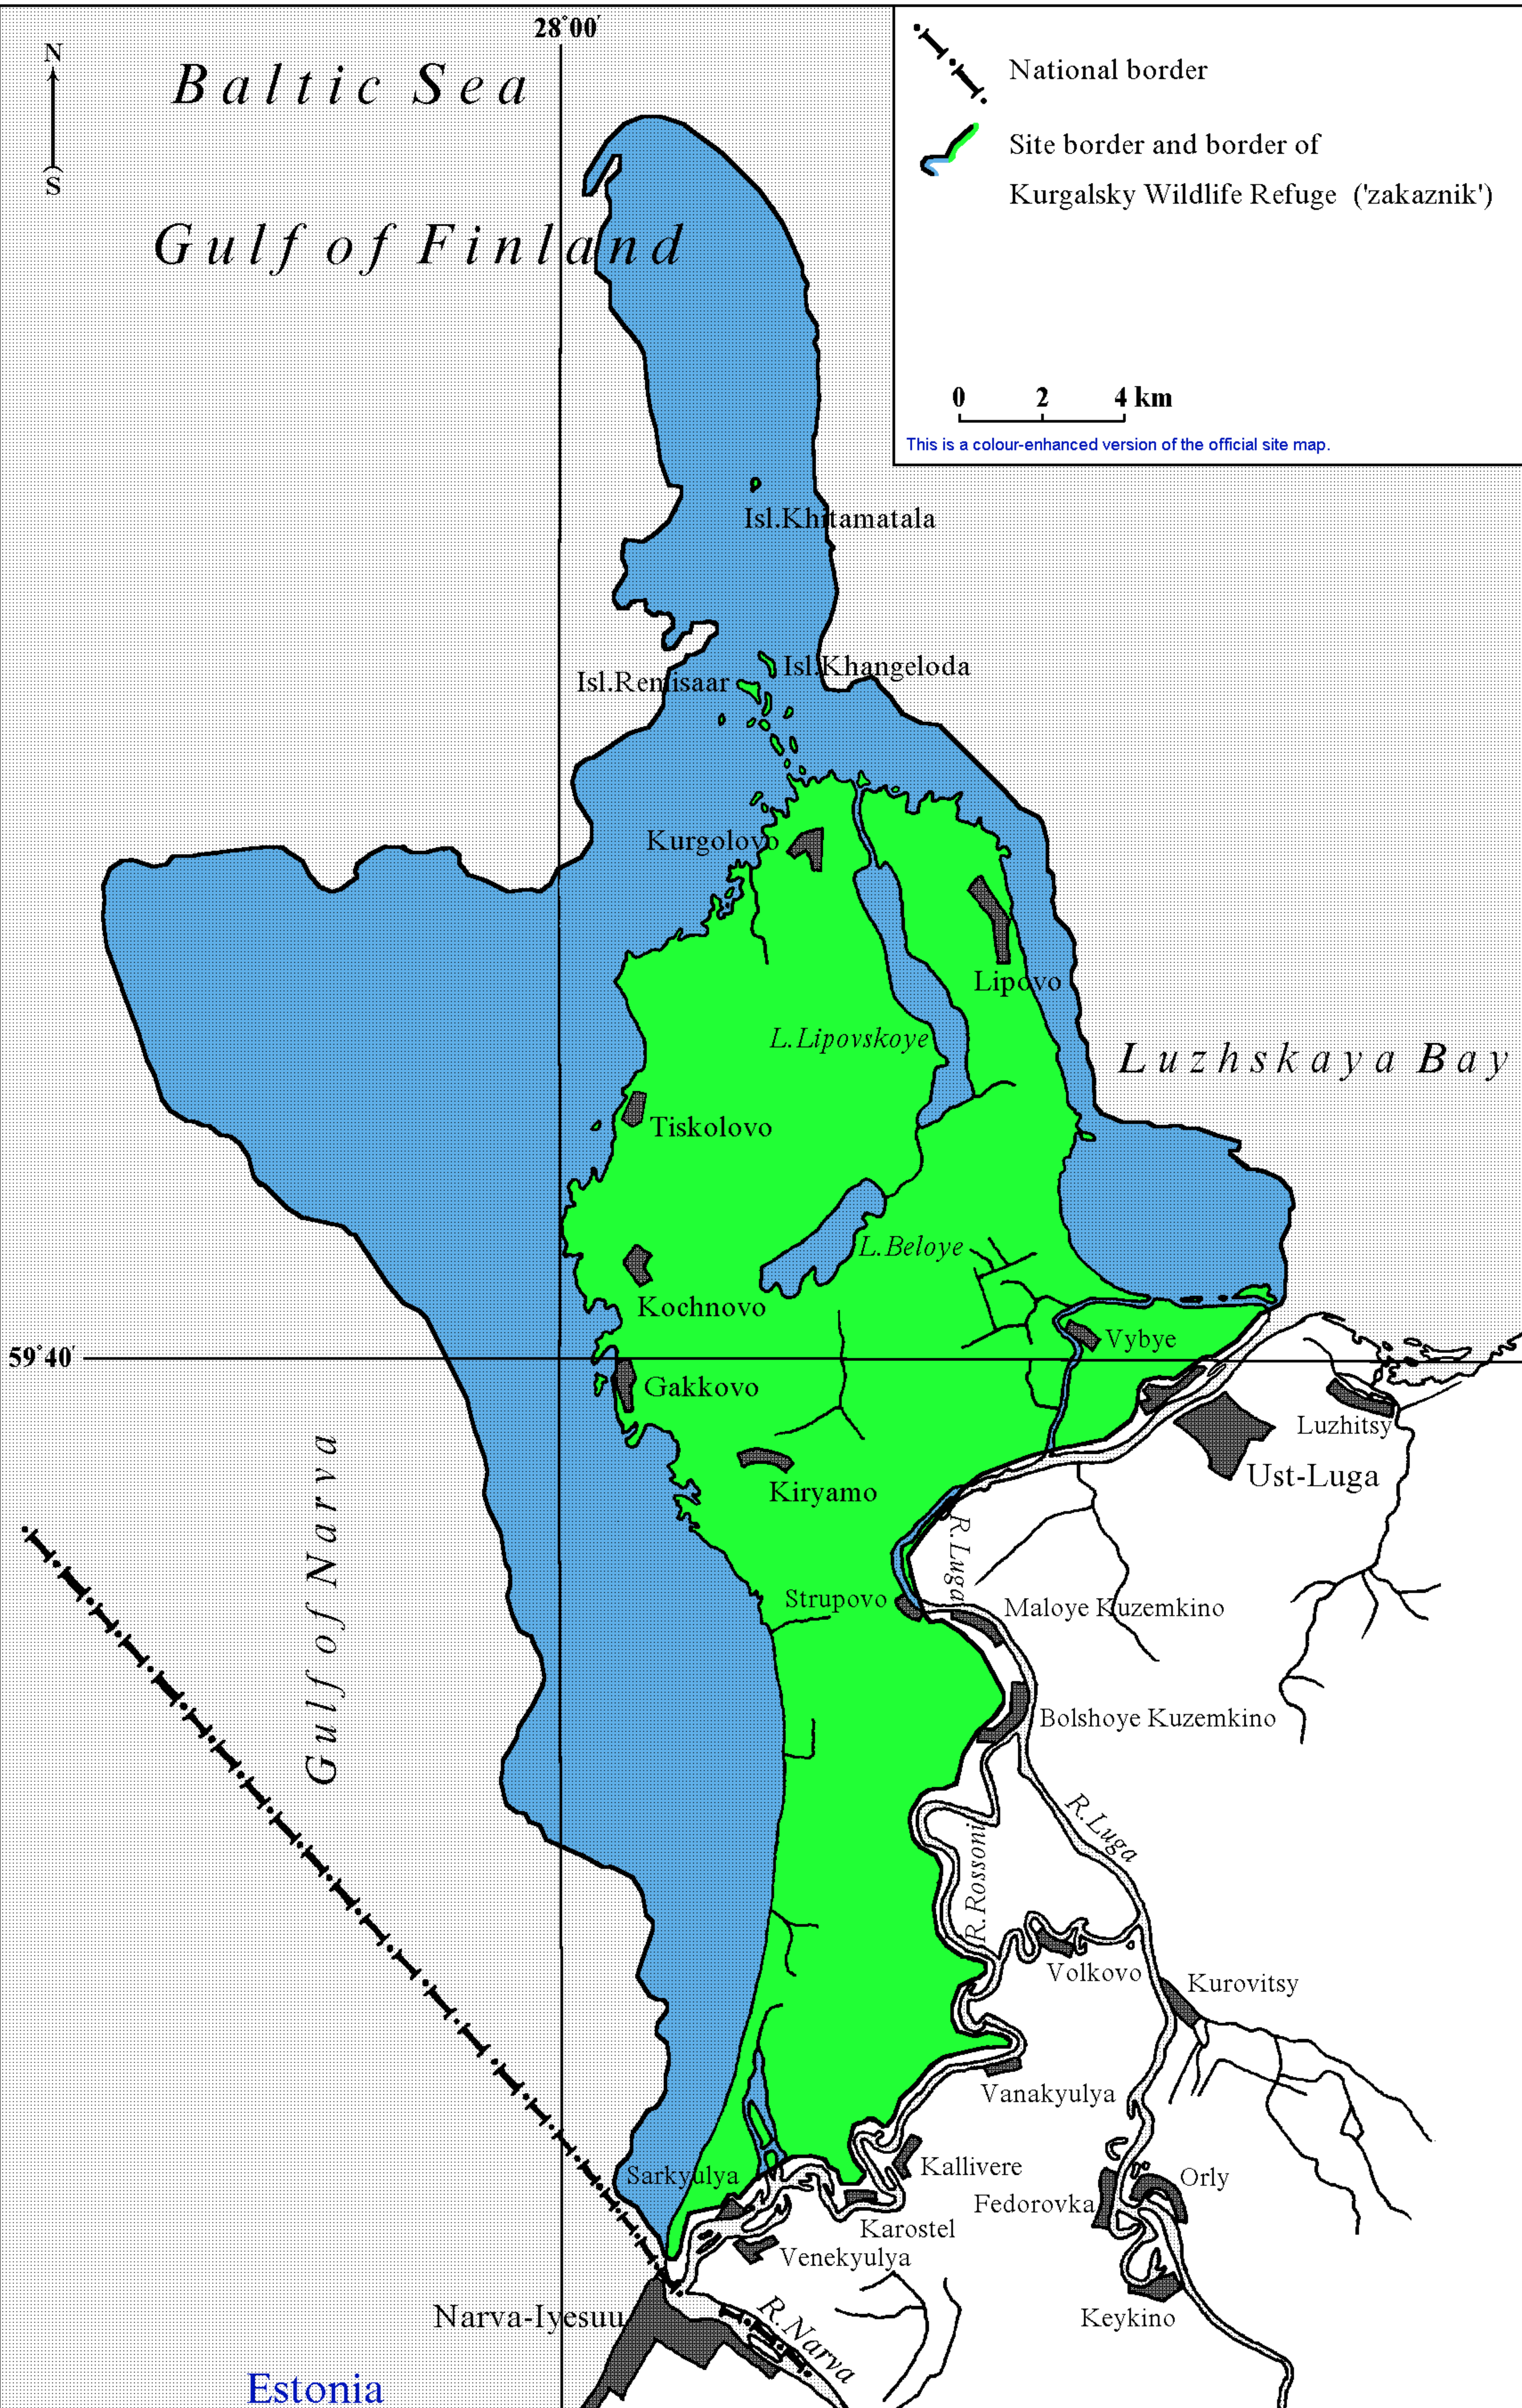 28°00′
N
Baltic Sea
National border
S
Site border and border of
Kurgalsky Wildlife Refuge ('zakaznik')
Gulf of Finland
0 2 4 km
This is a colour-enhanced version of the official site map.
Isl.Khitamatala
Isl.Khangeloda
Isl.Remisaar
Kurgolovo
Lipovo
L.Lipovskoye
Luzhskaya Bay
Tiskolovo
L.Beloye
Kochnovo
Vybye
59°40′
Gakkovo
Luzhitsy
Ust-Luga
Kiryamo
R.Luga
Gulf of Narva
Strupovo
Maloye Kuzemkino
Bolshoye Kuzemkino
R.Luga
R.Rossoni
Volkovo
Kurovitsy
Vanakyulya
Kallivere
Sarkyulya
Orly
Fedorovka
Karostel
Venekyulya
Narva-Iyesuu
Keykino
R.Narva
Estonia